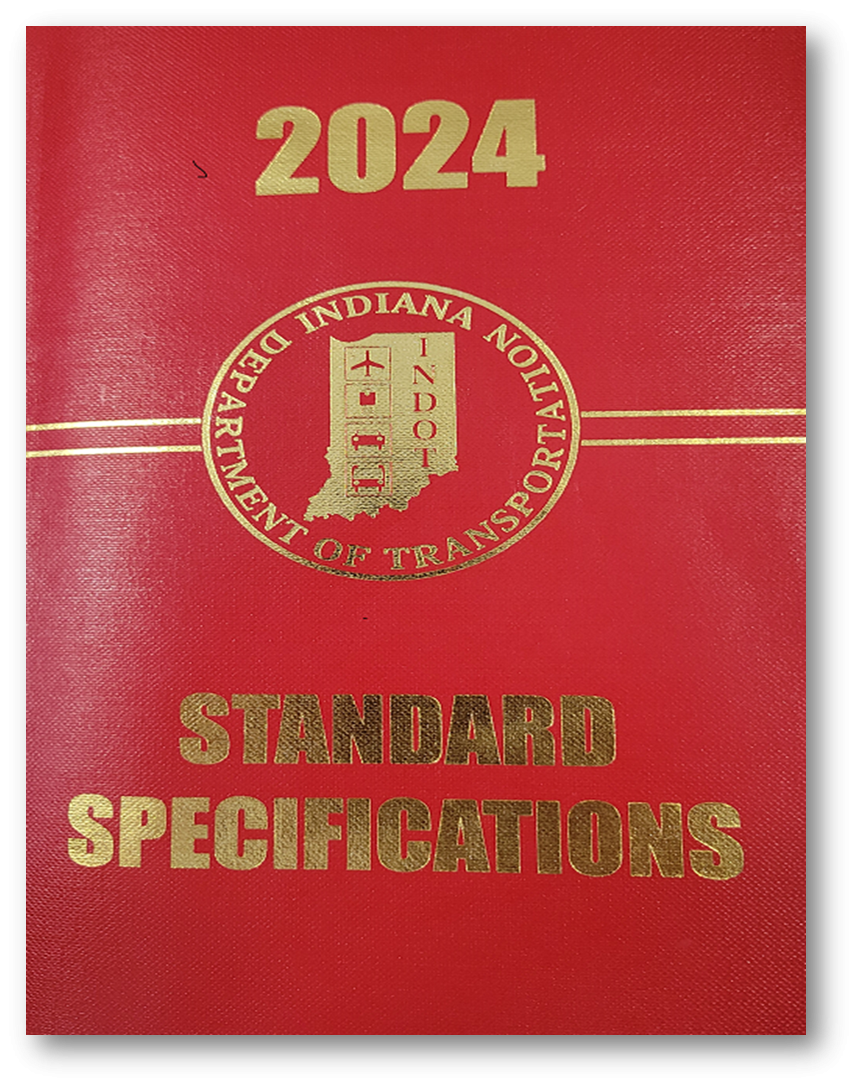 2024
INDIANA DEPARTMENT OF TRANSPORTATION
INDOT
STANDARD
SPECIFICATIONS